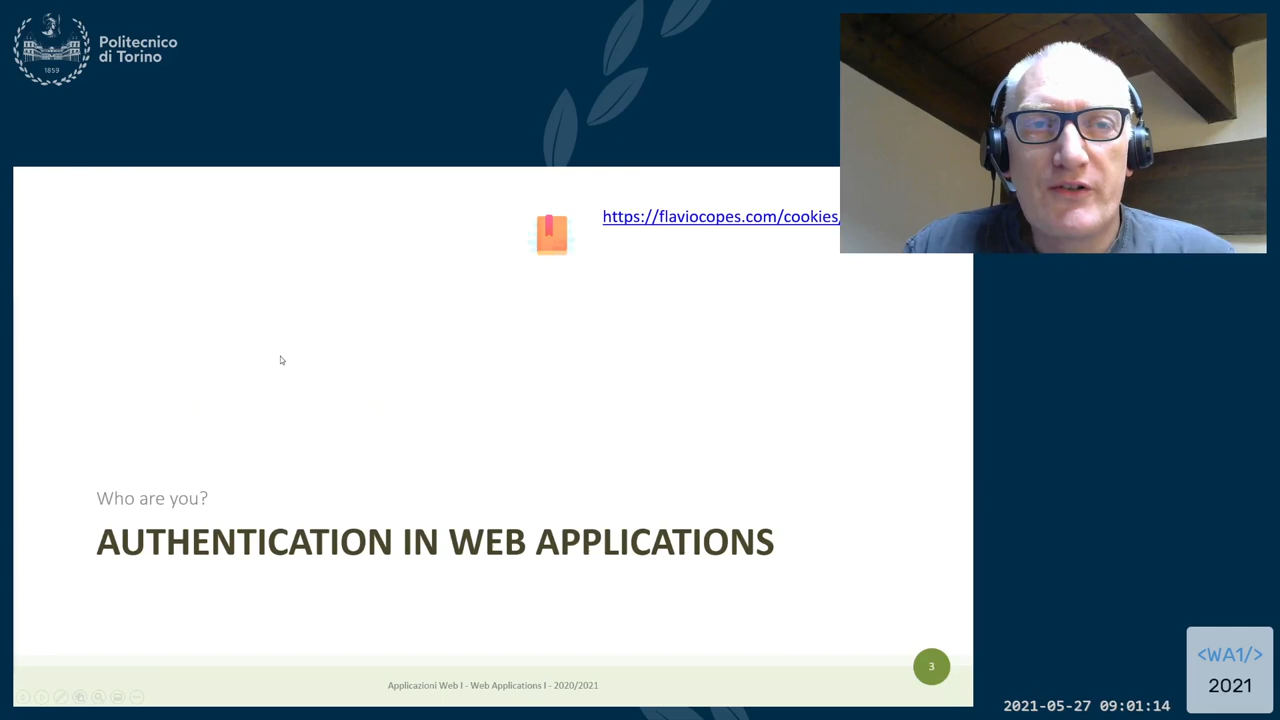 Politecnico
di Torino
1859
https://flaviocopes.com/cookies/
Who are you?
AUTHENTICATION IN WEB APPLICATIONS
3
Applicazioni Web I - Web Applications I - 2020/2021
<WA1/>
2021
2021-05-27 09:01:14